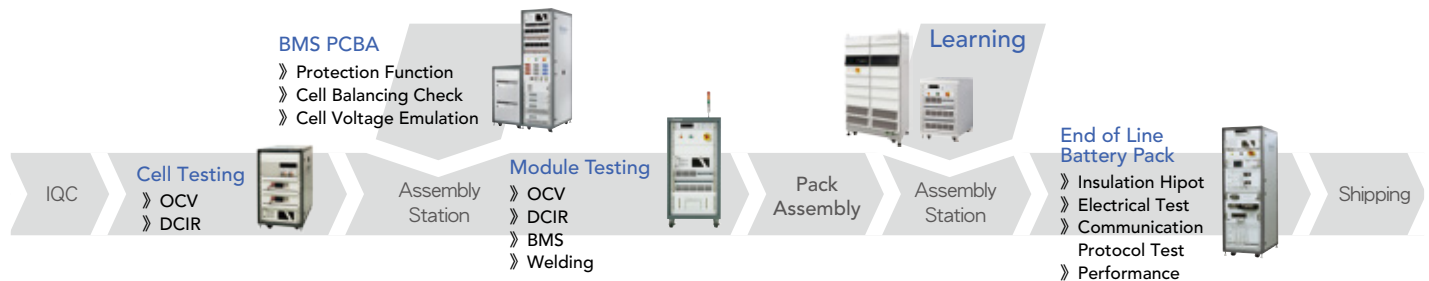 BMS PCBA
》Protection Function
》Cell Balancing Check
》Cell Voltage Emulation
Learning
IQC
Cell Testing
》OCV
》DCIR
Assembly
Station
Module Testing
》OCV
》DCIR
》BMS
》Welding
Pack
Assembly
Assembly
Station
End of Line
Battery Pack
》Insulation Hipot
》Electrical Test
》Communication
Protocol Test
》Performance
Shipping